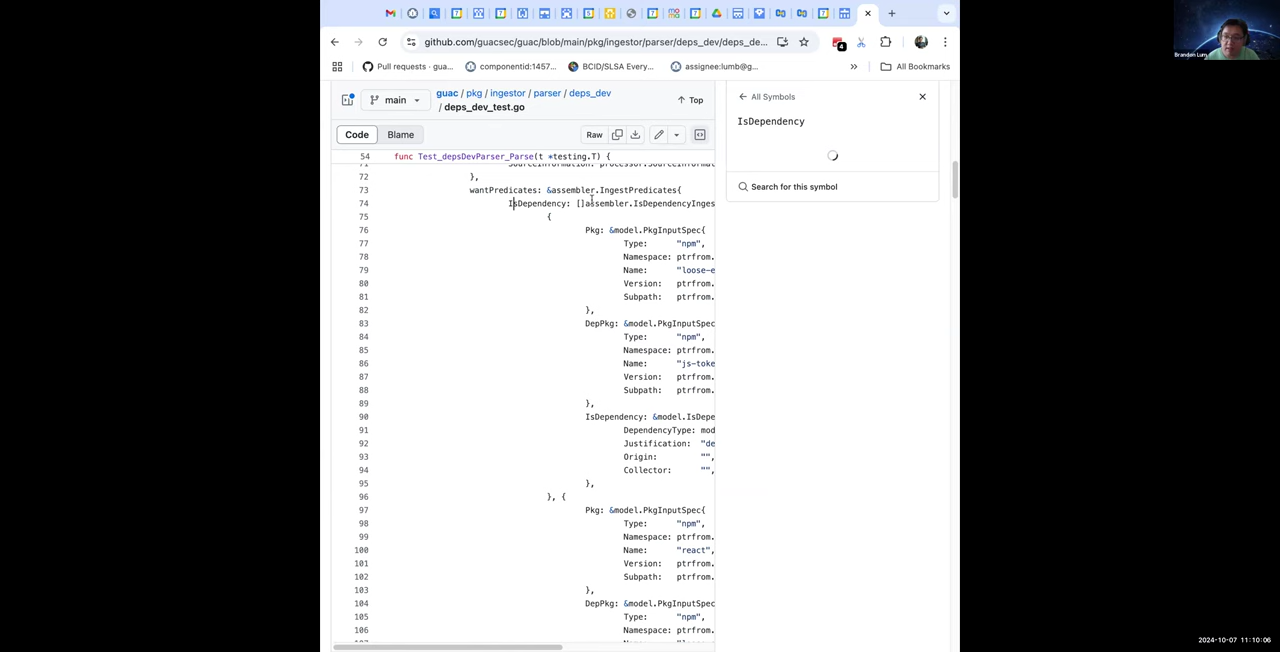 github.com/guacsec/guac/blob/main/pkg/ingestor/parser/deps_dev/deps_de...
4
Pull requests · gua...
componentid:1457...
BCID/SLSA Every...
assignee:lumb@g...
»
All Bookmarks
Brandon Lum
main
guac / pkg / ingestor / parser / deps_dev
/ deps_dev_test.go
↑ Top
← All Symbols
IsDependency
Search for this symbol
Code
Blame
Raw
54 func Test_depsDevParser_Parse(t *testing.T) {
72 },
73 wantPredicates: &assembler.IngestPredicates{
74 IsDependency: []assembler.IsDependencyInges
75 {
76 Pkg: &model.PkgInputSpec{
77 Type: "npm",
78 Namespace: ptrfrom.
79 Name: "loose-e
80 Version: ptrfrom.
81 Subpath: ptrfrom.
82 },
83 DepPkg: &model.PkgInputSpec
84 Type: "npm",
85 Namespace: ptrfrom.
86 Name: "js-toke
87 Version: ptrfrom.
88 Subpath: ptrfrom.
89 },
90 IsDependency: &model.IsDepe
91 DependencyType: mod
92 Justification: "de
93 Origin: "",
94 Collector: "",
95 },
96 }, {
97 Pkg: &model.PkgInputSpec{
98 Type: "npm",
99 Namespace: ptrfrom.
100 Name: "react",
101 Version: ptrfrom.
102 Subpath: ptrfrom.
103 },
104 DepPkg: &model.PkgInputSpec
105 Type: "npm",
106 Namespace: ptrfrom.
2024-10-07 11:10:06